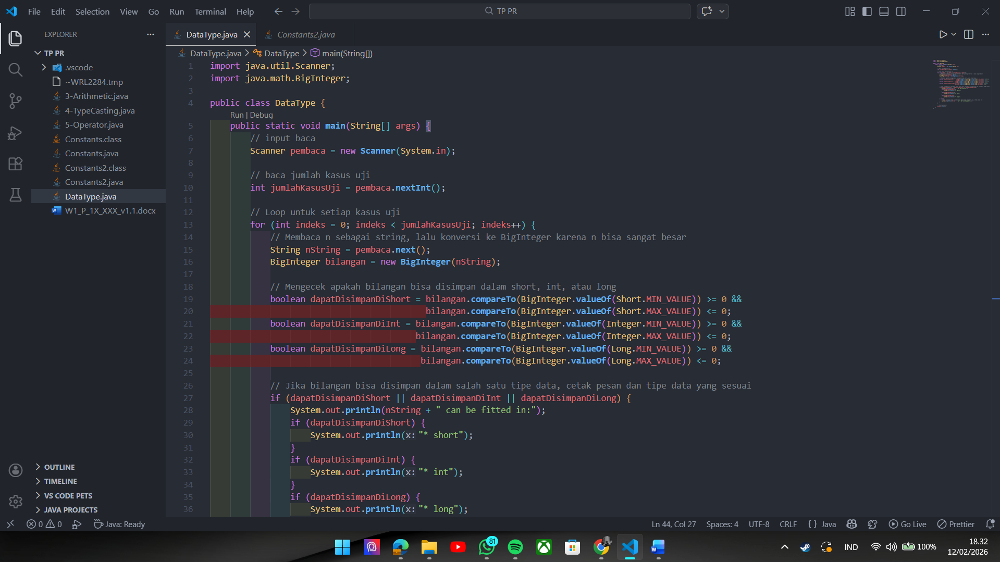 File Edit Selection View Go Run Terminal Help
TP PR
EXPLORER
TP PR
.vscode
~WRL2284.tmp
3-Arithmetic.java
4-TypeCasting.java
5-Operator.java
Constants.class
Constants.java
Constants2.class
Constants2.java
DataType.java
W1_P_1X_XXX_v1.1.docx
OUTLINE
TIMELINE
VS CODE PETS
JAVA PROJECTS
DataType.java
Constants2.java
DataType.java > DataType > main(String[])
1 import java.util.Scanner;
2 import java.math.BigInteger;
3
4 public class DataType {
Run | Debug
5 public static void main(String[] args) {
6 // input baca
7 Scanner pembaca = new Scanner(System.in);
8
9 // baca jumlah kasus uji
10 int jumlahKasusUji = pembaca.nextInt();
11
12 // Loop untuk setiap kasus uji
13 for (int indeks = 0; indeks < jumlahKasusUji; indeks++) {
14 // Membaca n sebagai string, lalu konversi ke BigInteger karena n bisa sangat besar
15 String nString = pembaca.next();
16 BigInteger bilangan = new BigInteger(nString);
17
18 // Mengecek apakah bilangan bisa disimpan dalam short, int, atau long
19 boolean dapatDisimpanDiShort = bilangan.compareTo(BigInteger.valueOf(Short.MIN_VALUE)) >= 0 &&
20 bilangan.compareTo(BigInteger.valueOf(Short.MAX_VALUE)) <= 0;
21 boolean dapatDisimpanDiInt = bilangan.compareTo(BigInteger.valueOf(Integer.MIN_VALUE)) >= 0 &&
22 bilangan.compareTo(BigInteger.valueOf(Integer.MAX_VALUE)) <= 0;
23 boolean dapatDisimpanDiLong = bilangan.compareTo(BigInteger.valueOf(Long.MIN_VALUE)) >= 0 &&
24 bilangan.compareTo(BigInteger.valueOf(Long.MAX_VALUE)) <= 0;
25
26 // Jika bilangan bisa disimpan dalam salah satu tipe data, cetak pesan dan tipe data yang sesuai
27 if (dapatDisimpanDiShort || dapatDisimpanDiInt || dapatDisimpanDiLong) {
28 System.out.println(nString + " can be fitted in:");
29 if (dapatDisimpanDiShort) {
30 System.out.println(x: "* short");
31 }
32 if (dapatDisimpanDiInt) {
33 System.out.println(x: "* int");
34 }
35 if (dapatDisimpanDiLong) {
36 System.out.println(x: "* long");
0 0 Java: Ready
Ln 44, Col 27 Spaces: 4 UTF-8 CRLF { } Java Go Live Prettier
81
IND
100%
18.32
12/02/2026